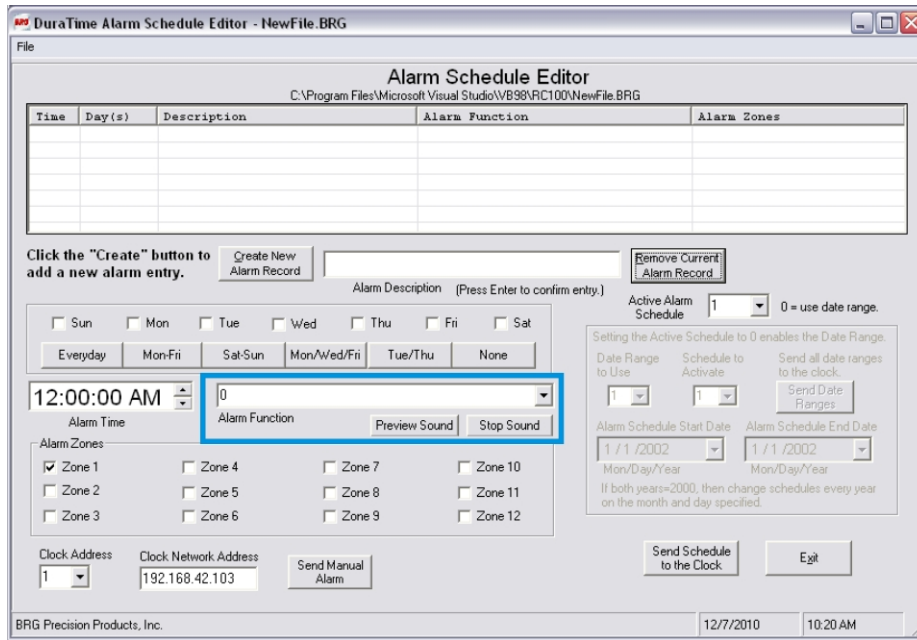 BRG DuraTime Alarm Schedule Editor - NewFile.BRG
File
Alarm Schedule Editor
C:\Program Files\Microsoft Visual Studio\VB98\RC100\NewFile.BRG
Time Day(s) Description Alarm Function Alarm Zones
Click the "Create" button to
add a new alarm entry.
Create New
Alarm Record
Alarm Description (Press Enter to confirm entry.)
Remove Current
Alarm Record
Active Alarm
Schedule
1
0 = use date range.
Sun Mon Tue Wed Thu Fri Sat
Everyday Mon-Fri Sat-Sun Mon/Wed/Fri Tue/Thu None
Setting the Active Schedule to 0 enables the Date Range.
Date Range
to Use
Schedule to
Activate
Send all date ranges
to the clock.
1
1
Send Date
Ranges
12:00:00 AM
Alarm Time
0
Alarm Function
Preview Sound Stop Sound
Alarm Schedule Start Date Alarm Schedule End Date
1 / 1 /2002 1 / 1 /2002
Mon/Day/Year Mon/Day/Year
If both years=2000, then change schedules every year
on the month and day specified.
Alarm Zones
Zone 1 Zone 4 Zone 7 Zone 10
Zone 2 Zone 5 Zone 8 Zone 11
Zone 3 Zone 6 Zone 9 Zone 12
Clock Address
1
Clock Network Address
192.168.42.103
Send Manual
Alarm
Send Schedule
to the Clock
Exit
BRG Precision Products, Inc. 12/7/2010 10:20 AM